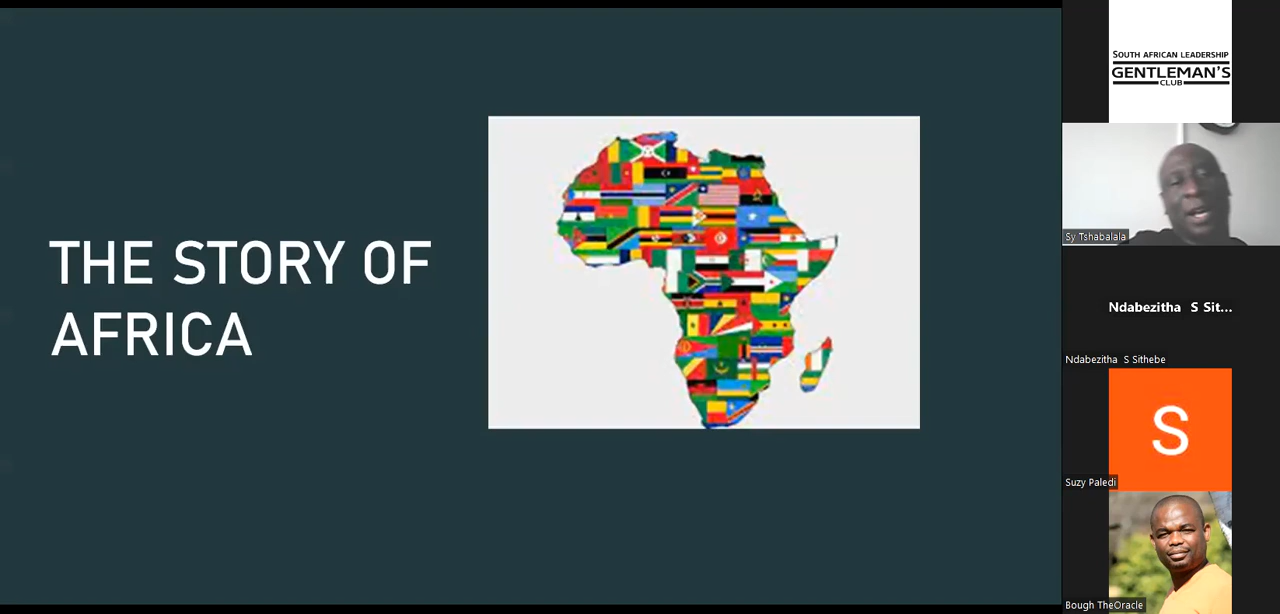 THE STORY OF
AFRICA
SOUTH AFRICAN LEADERSHIP
GENTLEMAN'S
CLUB
Sy Tshabalala
Ndabezitha S Sit...
Ndabezitha S Sithebe
S
Suzy Paledi
Bough TheOracle